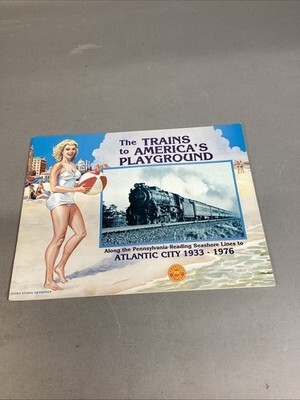 The TRAINS
to AMERICA'S
PLAYGROUND
Along the Pennsylvania-Reading Seashore Lines to
ATLANTIC CITY 1933 - 1976